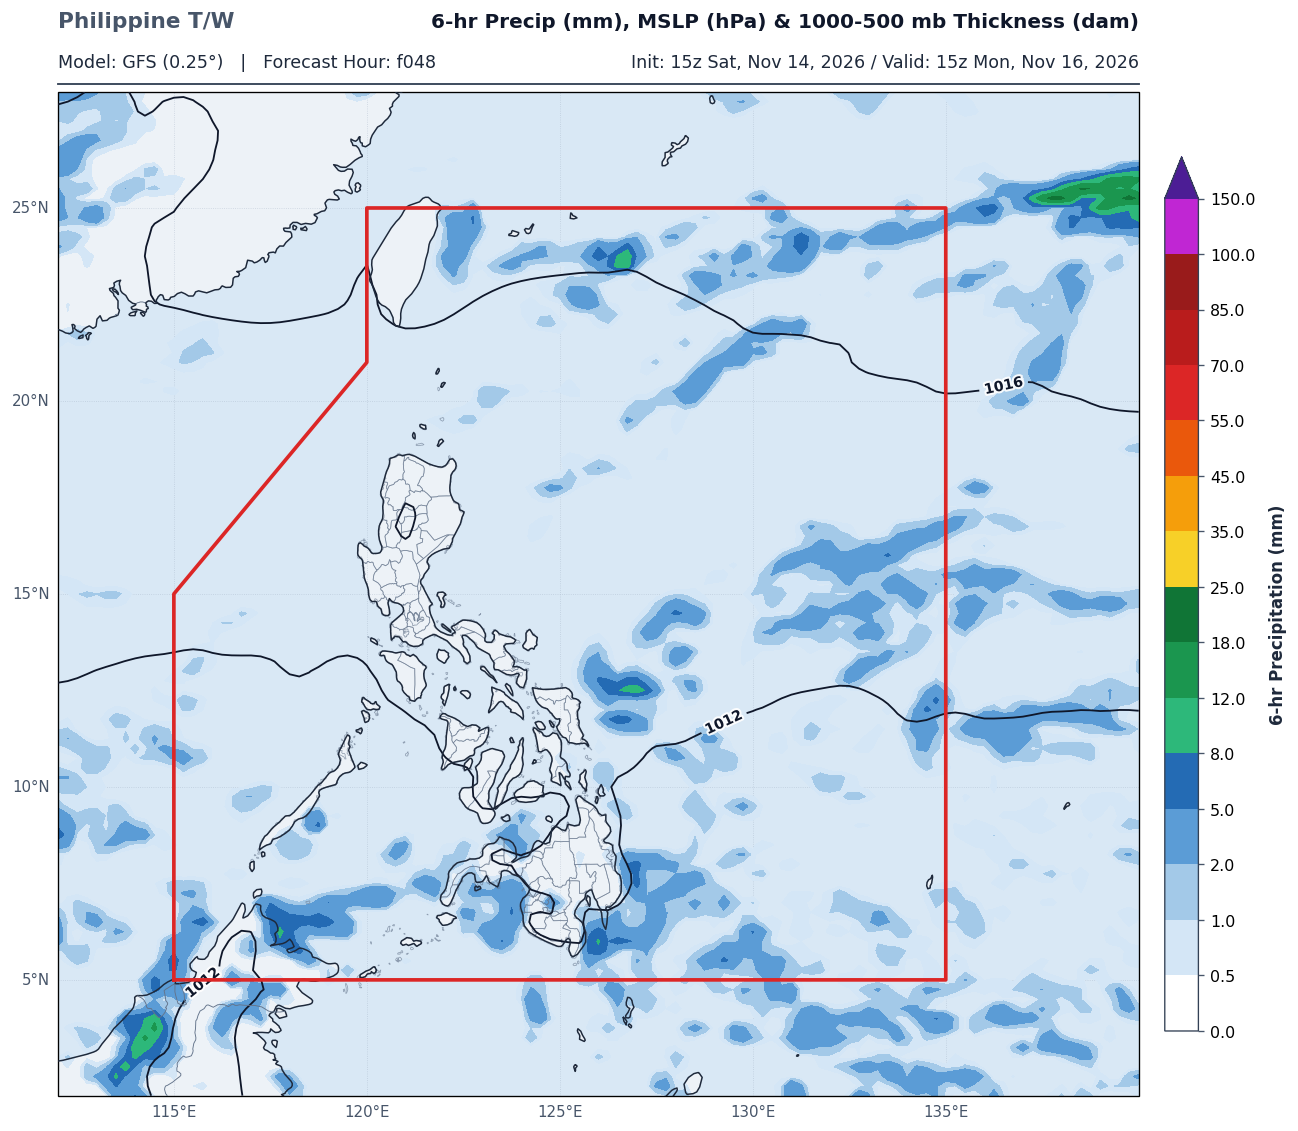 Philippine T/W
6-hr Precip (mm), MSLP (hPa) & 1000-500 mb Thickness (dam)
Model: GFS (0.25°) | Forecast Hour: f048
Init: 15z Sat, Nov 14, 2026 / Valid: 15z Mon, Nov 16, 2026
25°N
20°N
15°N
10°N
5°N
1016
1012
1012
115°E
120°E
125°E
130°E
135°E
150.0
100.0
85.0
70.0
55.0
45.0
35.0
25.0
18.0
12.0
8.0
5.0
2.0
1.0
0.5
0.0
6-hr Precipitation (mm)